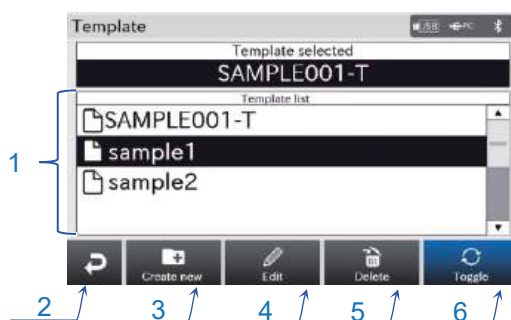 Template
USB PC
Template selected
SAMPLE001-T
Template list
SAMPLE001-T
sample1
sample2
1
Create new
Edit
Delete
Toggle
2
3
4
5
6